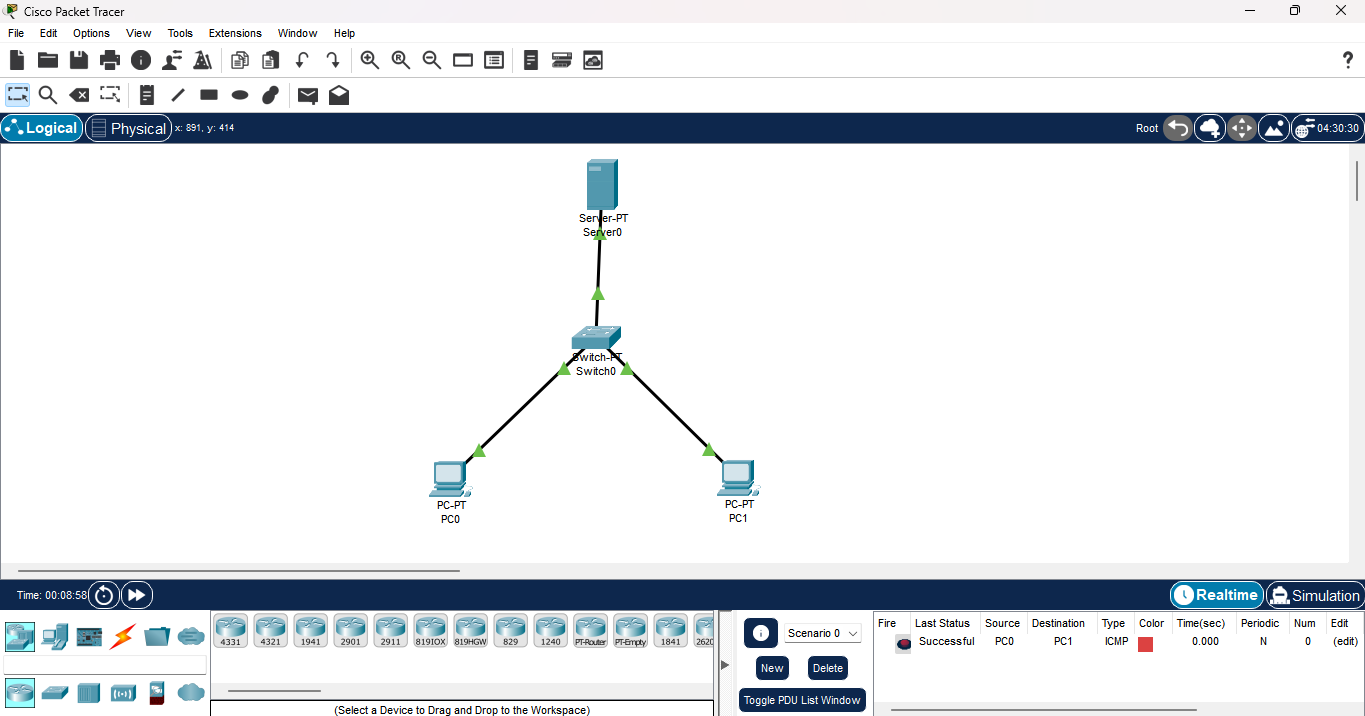 Cisco Packet Tracer
File Edit Options View Tools Extensions Window Help
?
Logical Physical x: 891, y: 414 Root 04:30:30
Server-PT
Server0
Switch-PT
Switch0
PC-PT
PC0
PC-PT
PC1
Time: 00:08:58 Realtime Simulation
4331 4321 1941 2901 2911 819IOX 819HGW 829 1240 PT-Router PT-Empty 1841 2620
(Select a Device to Drag and Drop to the Workspace)
Scenario 0
New Delete
Toggle PDU List Window
Fire Last Status Source Destination Type Color Time(sec) Periodic Num Edit
Successful PC0 PC1 ICMP 0.000 N 0 (edit)